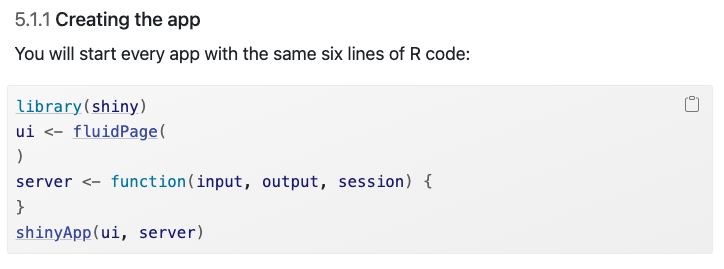 5.1.1 Creating the app
You will start every app with the same six lines of R code:
library(shiny)
ui <- fluidPage(
)
server <- function(input, output, session) {
}
shinyApp(ui, server)